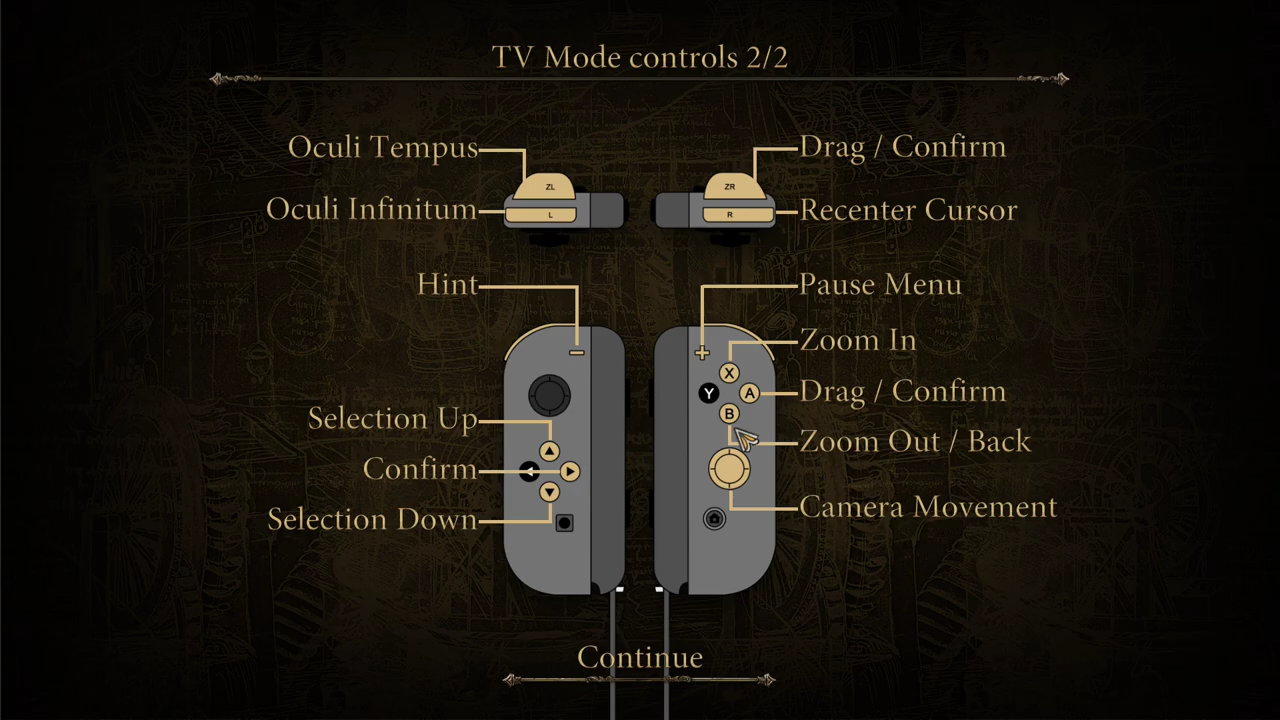 TV Mode controls 2/2
Oculi Tempus
Drag / Confirm
ZL
ZR
Oculi Infinitum
L
R
Recenter Cursor
Hint
Pause Menu
Zoom In
X
Y
A
Drag / Confirm
B
Selection Up
Zoom Out / Back
Confirm
Camera Movement
Selection Down
Continue